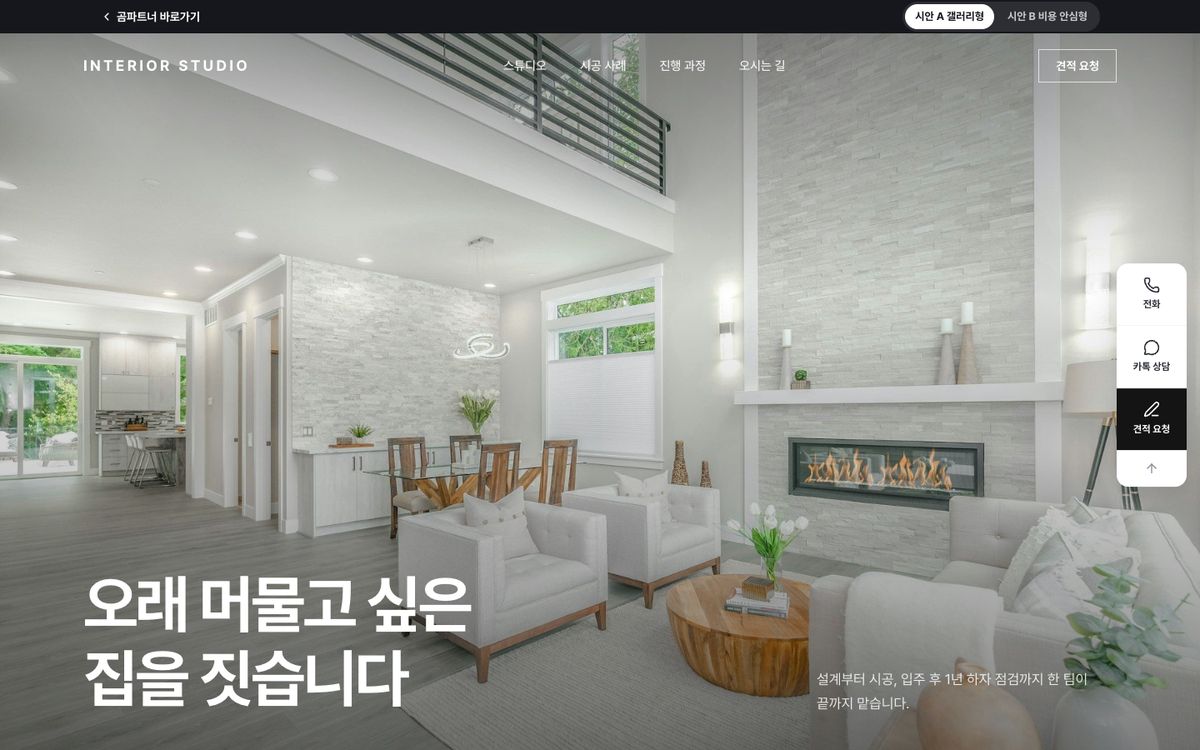 곰파트너 바로가기
시안 A 갤러리형
시안 B 비용 안심형
INTERIOR STUDIO
스튜디오
시공 사례
진행 과정
오시는 길
견적 요청
전화
카톡 상담
견적 요청
오래 머물고 싶은
집을 짓습니다
설계부터 시공, 입주 후 1년 하자 점검까지 한 팀이
끝까지 맡습니다.